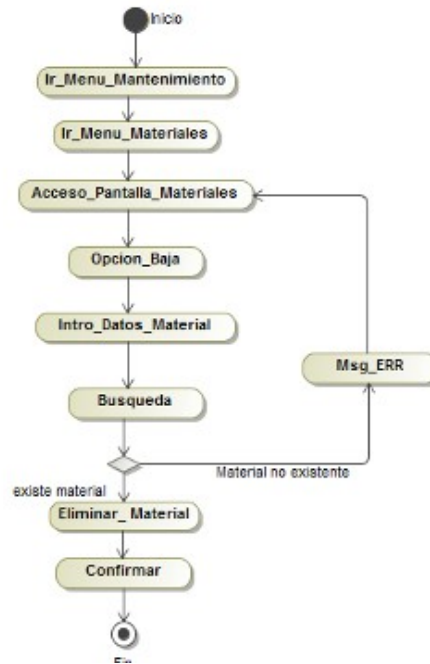 Inicio
Ir_Menu_Mantenimiento
Ir_Menu_Materiales
Acceso_Pantalla_Materiales
Opcion_Baja
Intro_Datos_Material
Msg_ERR
Busqueda
Material no existente
existe material
Eliminar_ Material
Confirmar
Fin